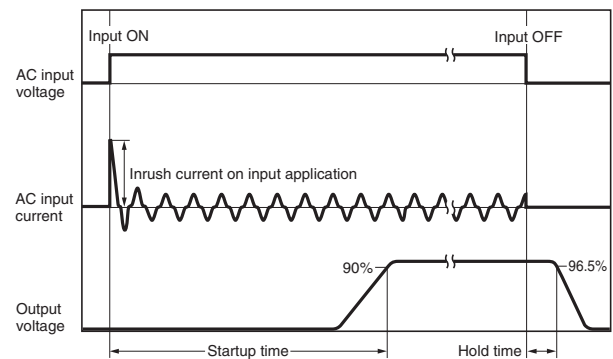 Input ON
Input OFF
AC input
voltage
Inrush current on input application
AC input
current
90%
96.5%
Output
voltage
Startup time
Hold time